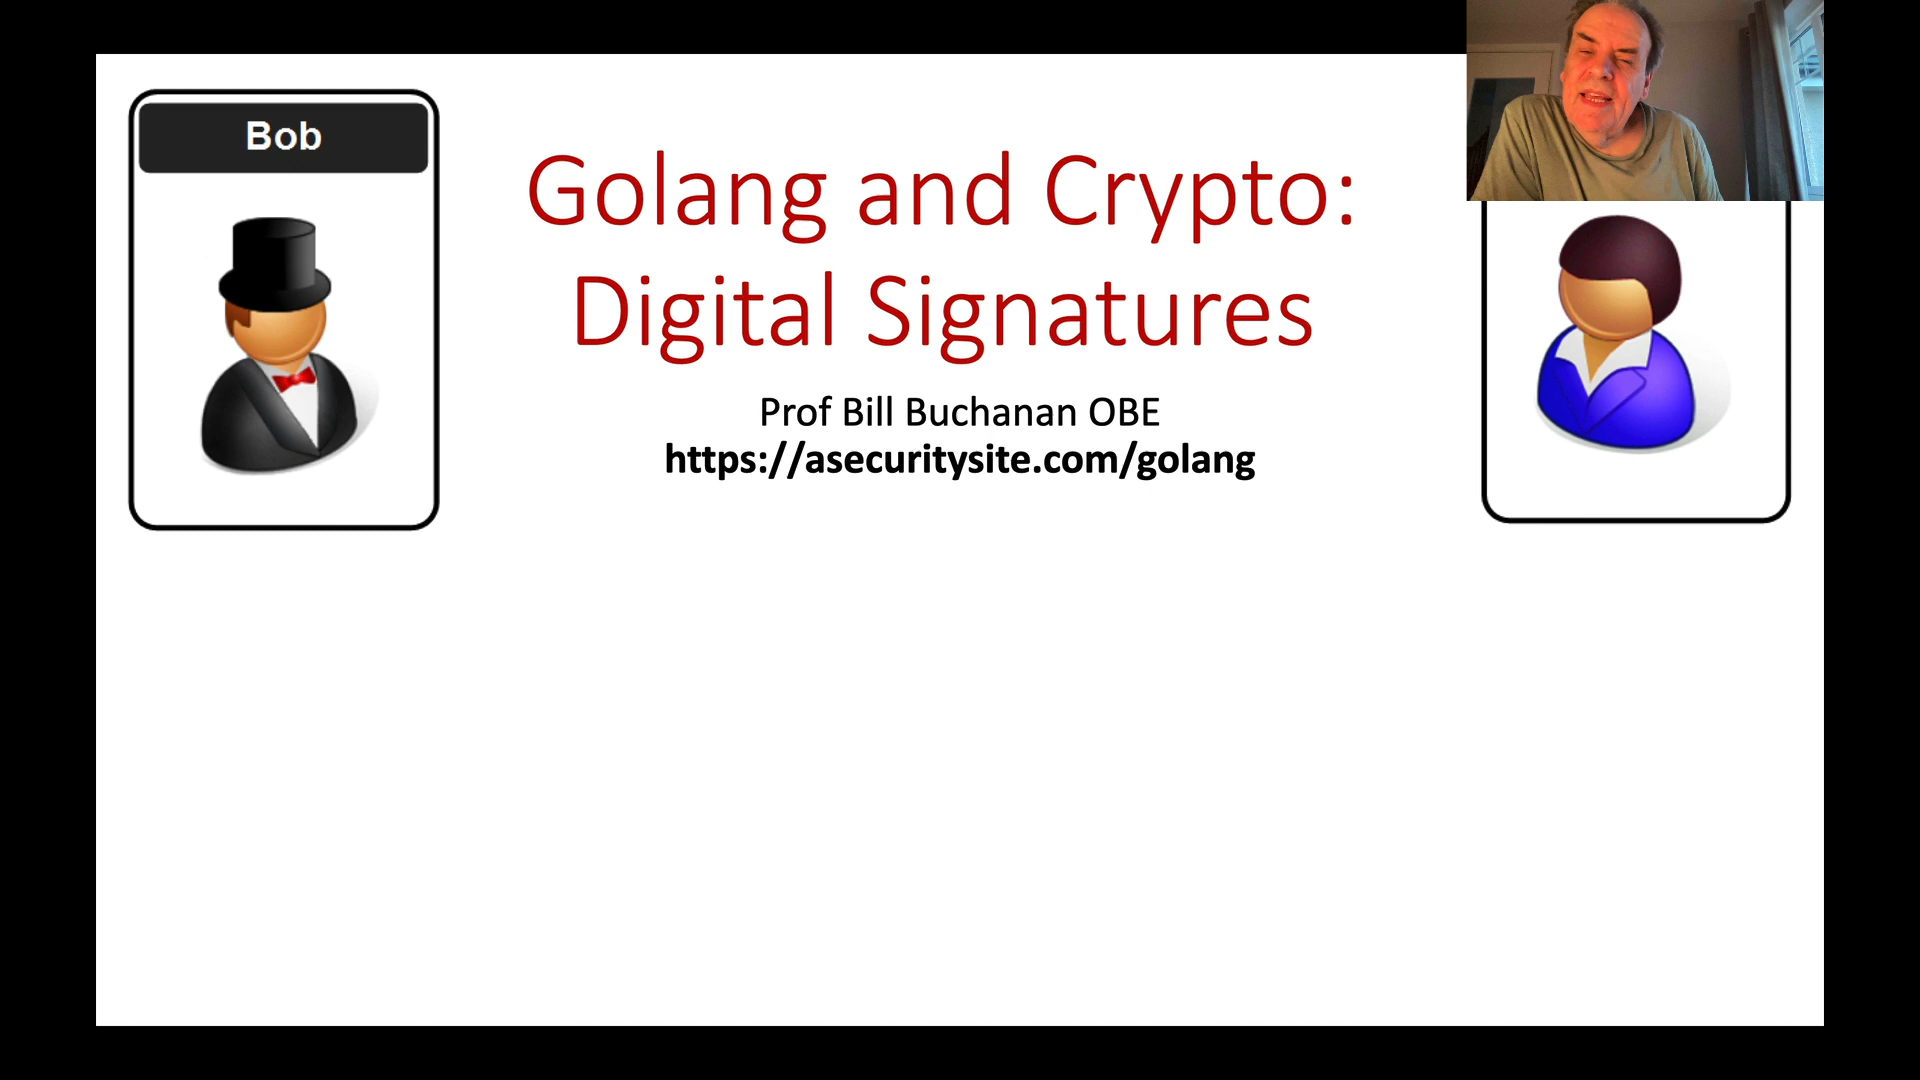 Bob
Golang and Crypto:
Digital Signatures
Prof Bill Buchanan OBE
https://asecuritysite.com/golang